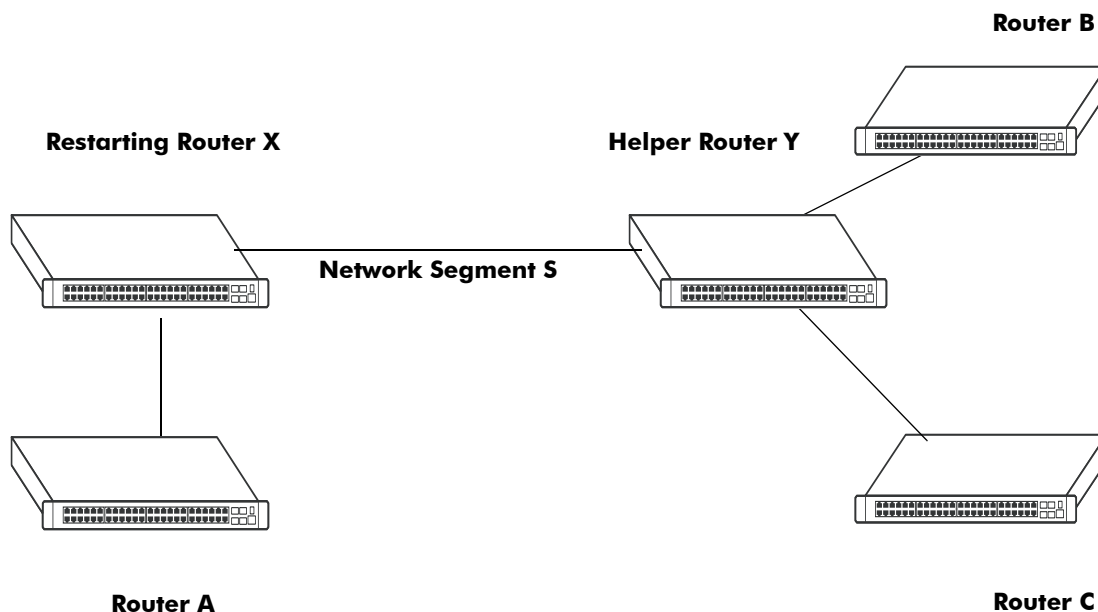 Router B
Restarting Router X
Helper Router Y
Network Segment S
Router A
Router C